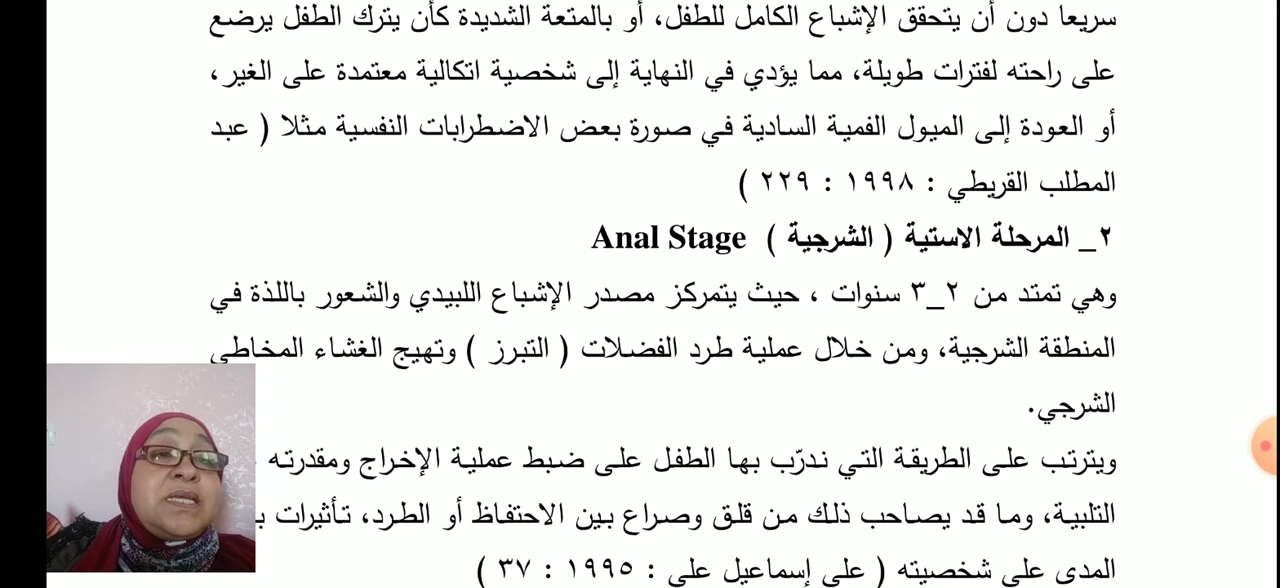 سريعا دون أن يتحقق الإشباع الكامل للطفل، أو بالمتعة الشديدة كأن يترك الطفل يرضع
على راحته لفترات طويلة، مما يؤدي في النهاية إلى شخصية اتكالية معتمدة على الغير،
أو العودة إلى الميول الفمية السادية في صورة بعض الاضطرابات النفسية مثلا ( عبد
المطلب القريطي : ١٩٩٨ : ٢٢٩ )
٢_ المرحلة الاستية ( الشرجية ) Anal Stage
وهي تمتد من ٢_٣ سنوات ، حيث يتمركز مصدر الإشباع اللبيدي والشعور باللذة في
المنطقة الشرجية، ومن خلال عملية طرد الفضلات ( التبرز ) وتهيج الغشاء المخاطي
الشرجي.
ويترتب على الطريقة التي ندرّب بها الطفل على ضبط عملية الإخراج ومقدرته
التلبية، وما قد يصاحب ذلك من قلق وصراع بين الاحتفاظ أو الطرد، تأثيرات
المدى على شخصيته ( على إسماعيل على : ١٩٩٥ : ٣٧ )